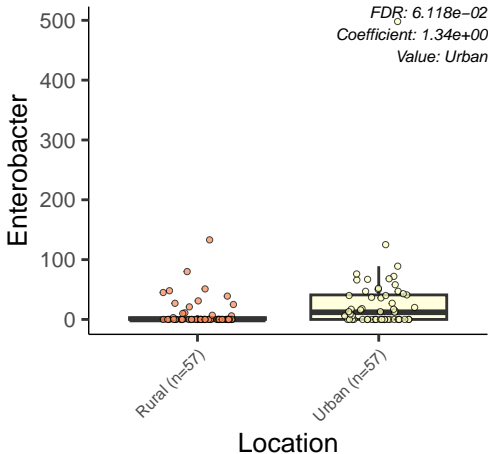 FDR: 6.118e−02
Coefficient: 1.34e+00
Value: Urban
Enterobacter
500
400
300
200
100
0
Rural (n=57)
Urban (n=57)
Location